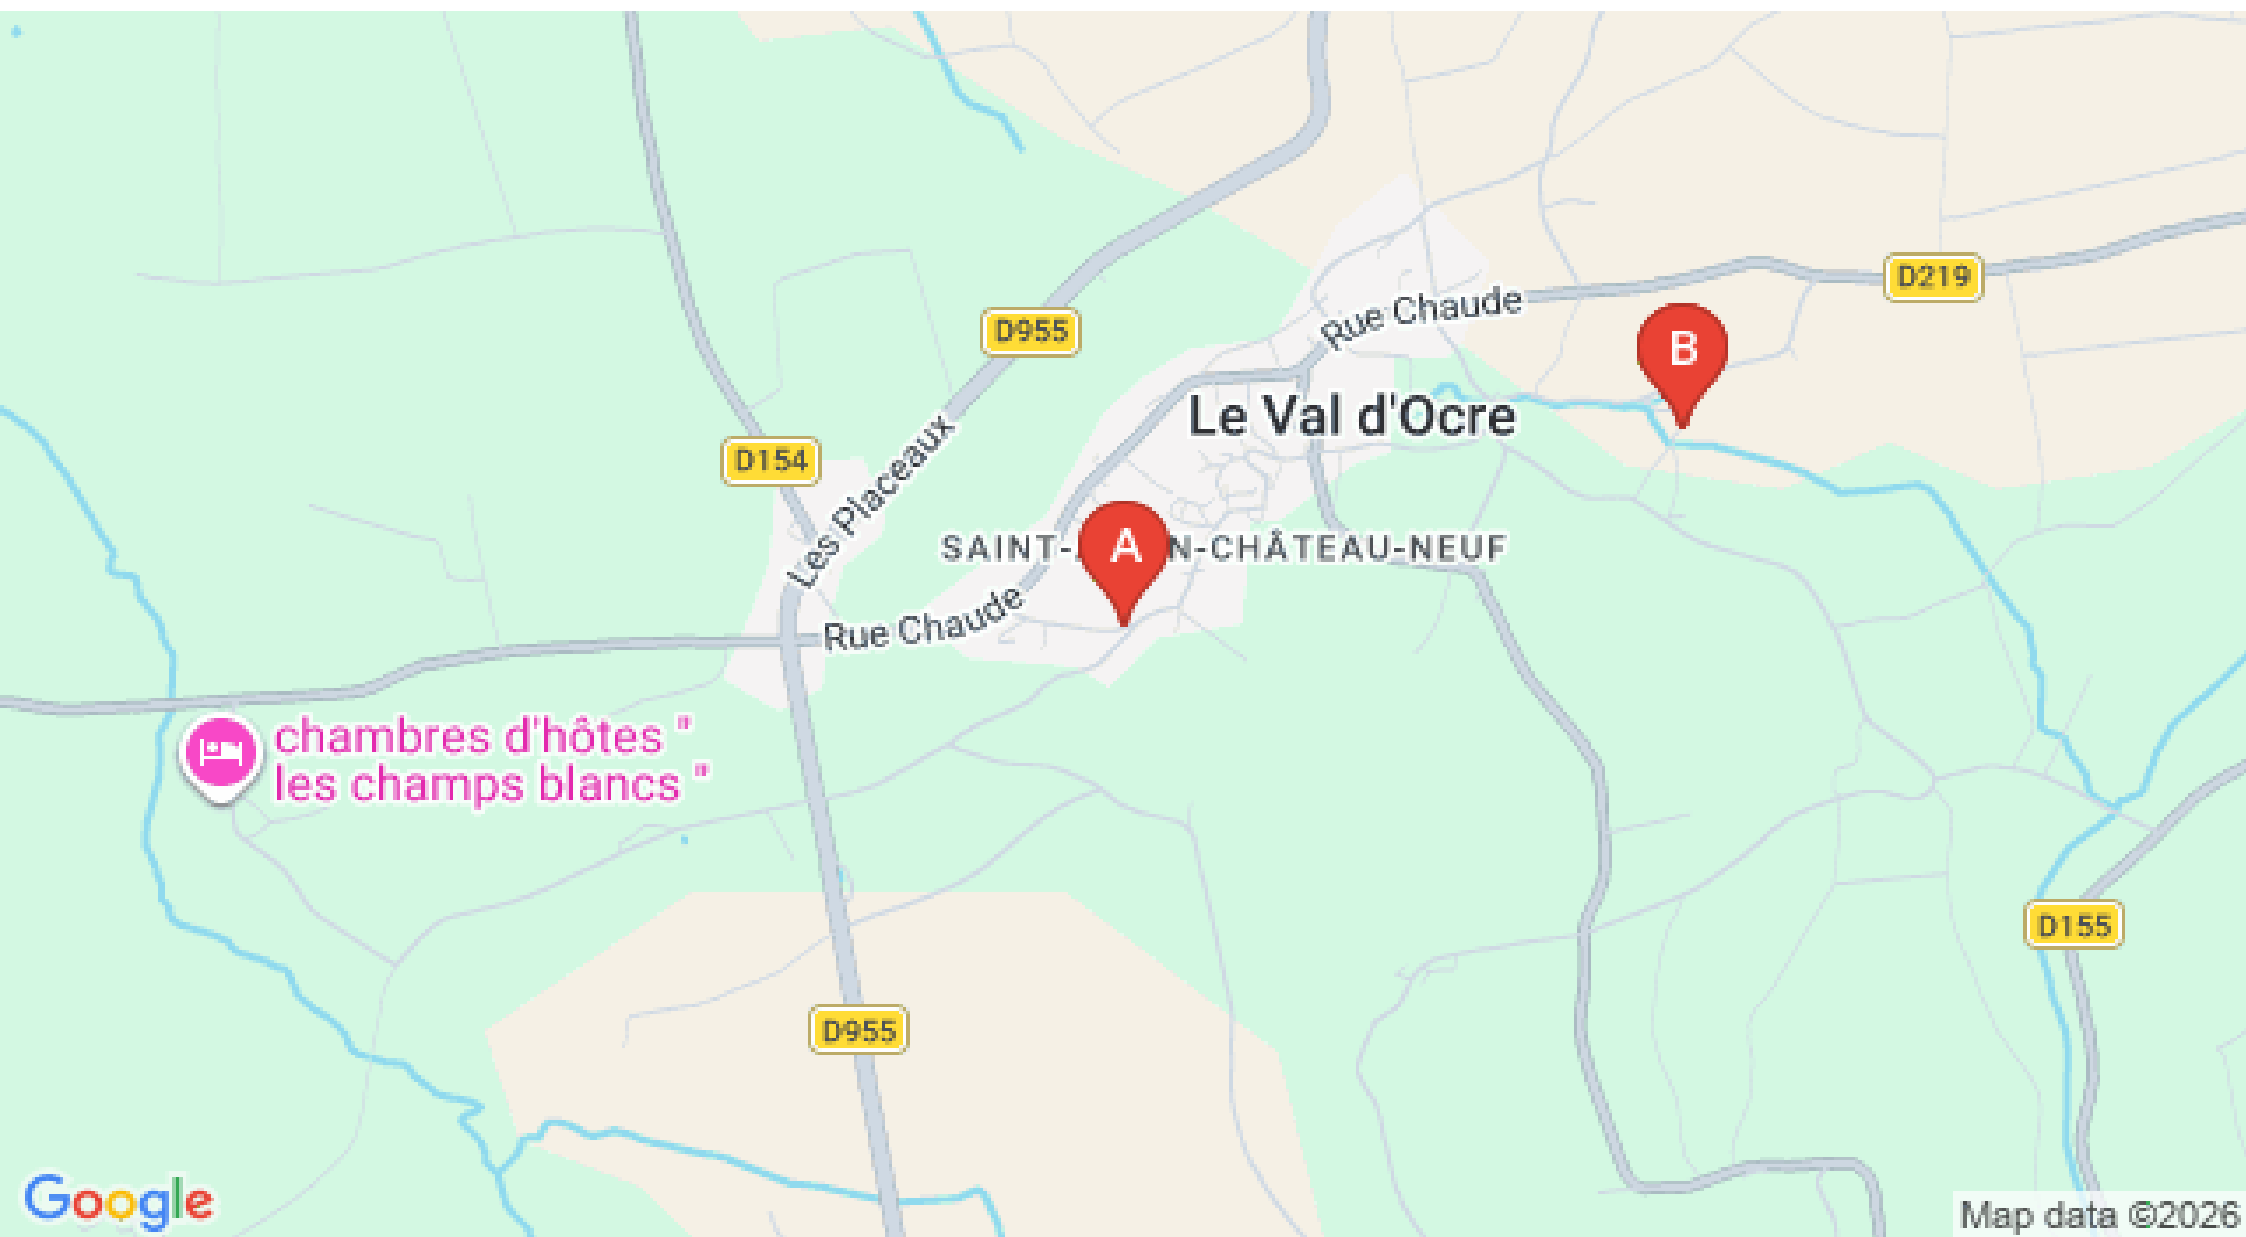 D219
Rue Chaude
D955
B
Le Val d'Ocre
D154
Les Placeaux
SAINT- N-CHÂTEAU-NEUF
A
Rue Chaude
chambres d'hôtes "
les champs blancs "
D155
D955
Google
Map data ©2026